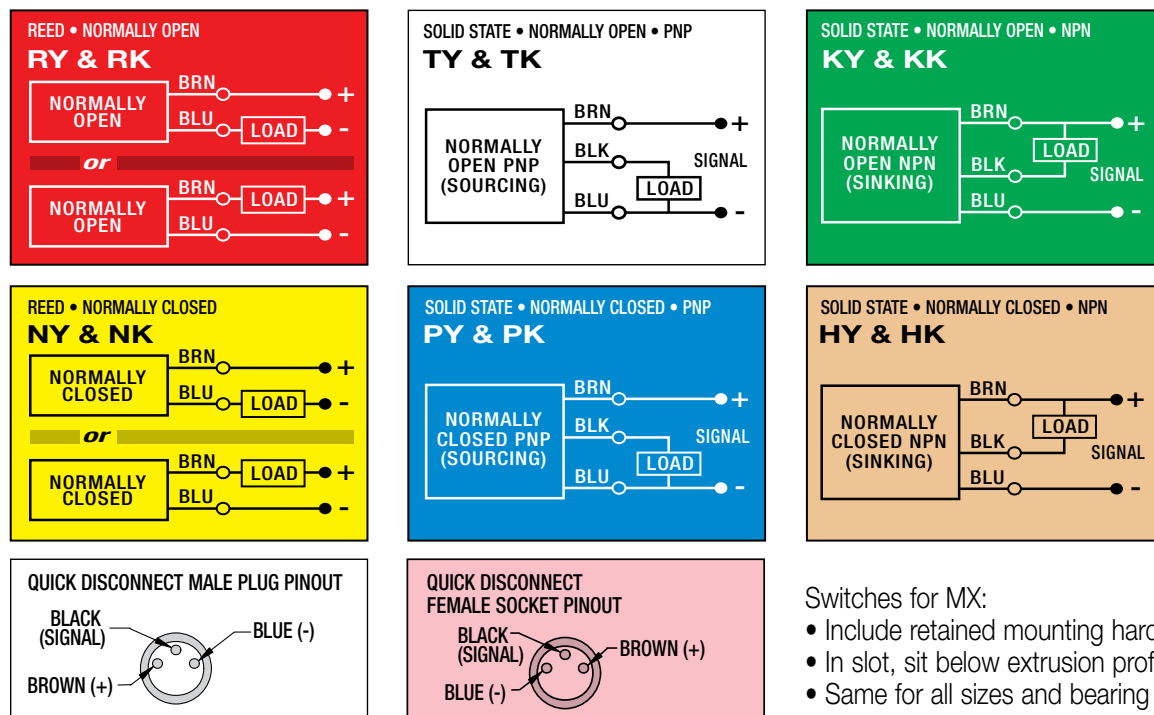 REED • NORMALLY OPEN
RY & RK
NORMALLY
OPEN
BRN
+
BLU
LOAD
-
or
NORMALLY
OPEN
BRN
LOAD
+
BLU
-
SOLID STATE • NORMALLY OPEN • PNP
TY & TK
NORMALLY
OPEN PNP
(SOURCING)
BRN
+
BLK
SIGNAL
LOAD
BLU
-
SOLID STATE • NORMALLY OPEN • NPN
KY & KK
NORMALLY
OPEN NPN
(SINKING)
BRN
+
LOAD
BLK
SIGNAL
BLU
-
REED • NORMALLY CLOSED
NY & NK
NORMALLY
CLOSED
BRN
+
BLU
LOAD
-
or
NORMALLY
CLOSED
BRN
LOAD
+
BLU
-
SOLID STATE • NORMALLY CLOSED • PNP
PY & PK
NORMALLY
CLOSED PNP
(SOURCING)
BRN
+
BLK
SIGNAL
LOAD
BLU
-
SOLID STATE • NORMALLY CLOSED • NPN
HY & HK
NORMALLY
CLOSED NPN
(SINKING)
BRN
+
LOAD
BLK
SIGNAL
BLU
-
QUICK DISCONNECT MALE PLUG PINOUT
BLACK
(SIGNAL)
BLUE (-)
BROWN (+)
QUICK DISCONNECT
FEMALE SOCKET PINOUT
BLACK
(SIGNAL)
BROWN (+)
BLUE (-)
Switches for MX:
• Include retained mounting
• In slot, sit below extrusion
• Same for all sizes and bearing